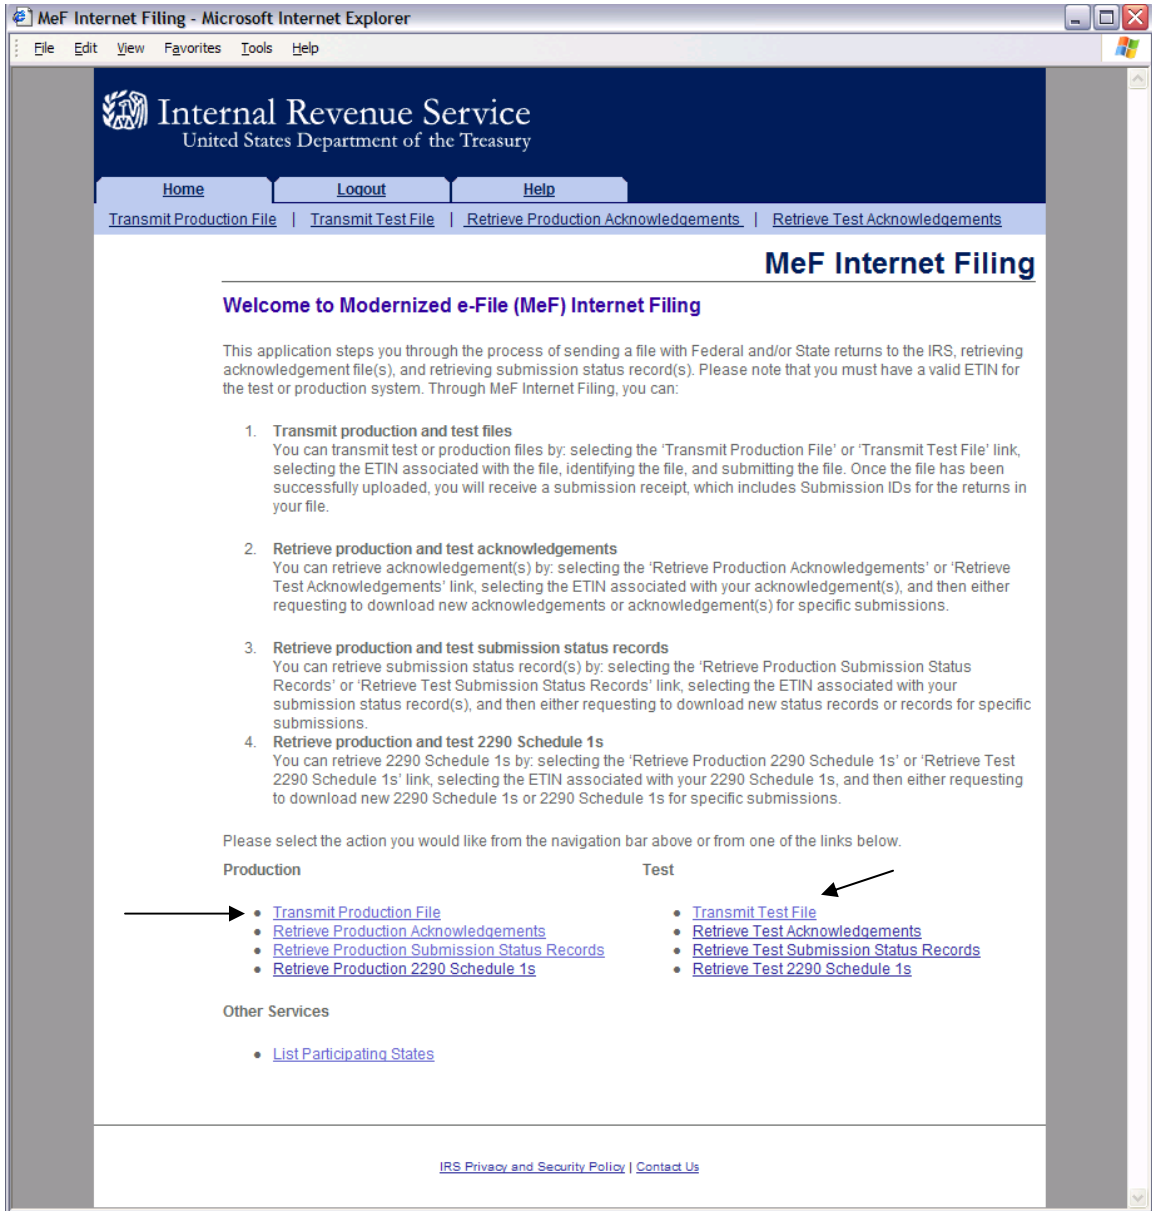 MeF Internet Filing - Microsoft Internet Explorer
File Edit View Favorites Tools Help
Internal Revenue Service
United States Department of the Treasury
Home Logout Help
Transmit Production File | Transmit Test File | Retrieve Production Acknowledgements | Retrieve Test Acknowledgements
MeF Internet Filing
Welcome to Modernized e-File (MeF) Internet Filing
This application steps you through the process of sending a file with Federal and/or State returns to the IRS, retrieving
acknowledgement file(s), and retrieving submission status record(s). Please note that you must have a valid ETIN for
the test or production system. Through MeF Internet Filing, you can:
1. Transmit production and test files
You can transmit test or production files by: selecting the ‘Transmit Production File’ or ‘Transmit Test File’ link,
selecting the ETIN associated with the file, identifying the file, and submitting the file. Once the file has been
successfully uploaded, you will receive a submission receipt, which includes Submission IDs for the returns in
your file.
2. Retrieve production and test acknowledgements
You can retrieve acknowledgement(s) by: selecting the ‘Retrieve Production Acknowledgements’ or ‘Retrieve
Test Acknowledgements’ link, selecting the ETIN associated with your acknowledgement(s), and then either
requesting to download new acknowledgements or acknowledgement(s) for specific submissions.
3. Retrieve production and test submission status records
You can retrieve submission status record(s) by: selecting the ‘Retrieve Production Submission Status
Records’ or ‘Retrieve Test Submission Status Records’ link, selecting the ETIN associated with your
submission status record(s), and then either requesting to download new status records or records for specific
submissions.
4. Retrieve production and test 2290 Schedule 1s
You can retrieve 2290 Schedule 1s by: selecting the ‘Retrieve Production 2290 Schedule 1s’ or ‘Retrieve Test
2290 Schedule 1s’ link, selecting the ETIN associated with your 2290 Schedule 1s, and then either requesting
to download new 2290 Schedule 1s or 2290 Schedule 1s for specific submissions.
Please select the action you would like from the navigation bar above or from one of the links below.
Production
• Transmit Production File
• Retrieve Production Acknowledgements
• Retrieve Production Submission Status Records
• Retrieve Production 2290 Schedule 1s
Test
• Transmit Test File
• Retrieve Test Acknowledgements
• Retrieve Test Submission Status Records
• Retrieve Test 2290 Schedule 1s
Other Services
• List Participating States
IRS Privacy and Security Policy | Contact Us